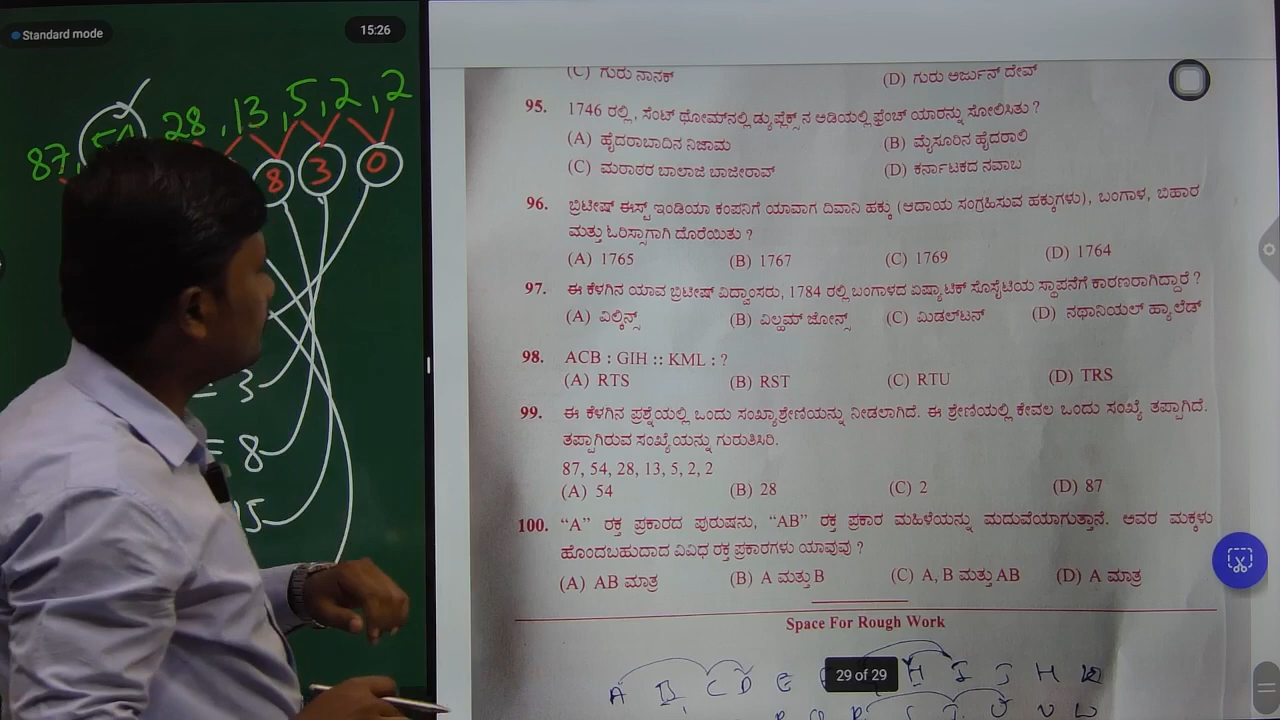 Standard mode
15:26
87, 54, 28, 13, 5, 2, 2
8 3 0
= 3
= 8
15
(C) ಗುರು ನಾನಕ್ (D) ಗುರು ಅರ್ಜುನ್ ದೇವ್
95. 1746 ರಲ್ಲಿ, ಸೆಂಟ್ ಥೋಮ್‌ನಲ್ಲಿ ಡ್ಯುಪ್ಲೆಕ್ಸ್ ನ ಅಡಿಯಲ್ಲಿ ಫ್ರೆಂಚ್ ಯಾರನ್ನು ಸೋಲಿಸಿತು ?
(A) ಹೈದರಾಬಾದಿನ ನಿಜಾಮ (B) ಮೈಸೂರಿನ ಹೈದರಾಲಿ
(C) ಮರಾಠರ ಬಾಲಾಜಿ ಬಾಜೀರಾವ್ (D) ಕರ್ನಾಟಕದ ನವಾಬ
96. ಬ್ರಿಟೀಷ್ ಈಸ್ಟ್ ಇಂಡಿಯಾ ಕಂಪನಿಗೆ ಯಾವಾಗ ದಿವಾನಿ ಹಕ್ಕು (ಆದಾಯ ಸಂಗ್ರಹಿಸುವ ಹಕ್ಕುಗಳು), ಬಂಗಾಳ, ಬಿಹಾರ
ಮತ್ತು ಓರಿಸ್ಸಾಗಾಗಿ ದೊರೆಯಿತು ?
(A) 1765 (B) 1767 (C) 1769 (D) 1764
97. ಈ ಕೆಳಗಿನ ಯಾವ ಬ್ರಿಟೀಷ್ ವಿದ್ವಾಂಸರು, 1784 ರಲ್ಲಿ ಬಂಗಾಳದ ಏಷ್ಯಾಟಿಕ್ ಸೊಸೈಟಿಯ ಸ್ಥಾಪನೆಗೆ ಕಾರಣರಾಗಿದ್ದಾರೆ ?
(A) ವಿಲ್ಕಿನ್ಸ್ (B) ವಿಲ್ಹಮ್ ಜೋನ್ಸ್ (C) ಮಿಡಲ್‌ಟನ್ (D) ನಥಾನಿಯಲ್ ಹ್ಯಾಲೆಡ್
98. ACB : GIH :: KML : ?
(A) RTS (B) RST (C) RTU (D) TRS
99. ಈ ಕೆಳಗಿನ ಪ್ರಶ್ನೆಯಲ್ಲಿ ಒಂದು ಸಂಖ್ಯಾಶ್ರೇಣಿಯನ್ನು ನೀಡಲಾಗಿದೆ. ಈ ಶ್ರೇಣಿಯಲ್ಲಿ ಕೇವಲ ಒಂದು ಸಂಖ್ಯೆ ತಪ್ಪಾಗಿದೆ.
ತಪ್ಪಾಗಿರುವ ಸಂಖ್ಯೆಯನ್ನು ಗುರುತಿಸಿರಿ.
87, 54, 28, 13, 5, 2, 2
(A) 54 (B) 28 (C) 2 (D) 87
100. “A” ರಕ್ತ ಪ್ರಕಾರದ ಪುರುಷನು, “AB” ರಕ್ತ ಪ್ರಕಾರ ಮಹಿಳೆಯನ್ನು ಮದುವೆಯಾಗುತ್ತಾನೆ. ಅವರ ಮಕ್ಕಳು
ಹೊಂದಬಹುದಾದ ವಿವಿಧ ರಕ್ತ ಪ್ರಕಾರಗಳು ಯಾವುವು ?
(A) AB ಮಾತ್ರ (B) A ಮತ್ತು B (C) A, B ಮತ್ತು AB (D) A ಮಾತ್ರ
Space For Rough Work
29 of 29
A B C D E H I J